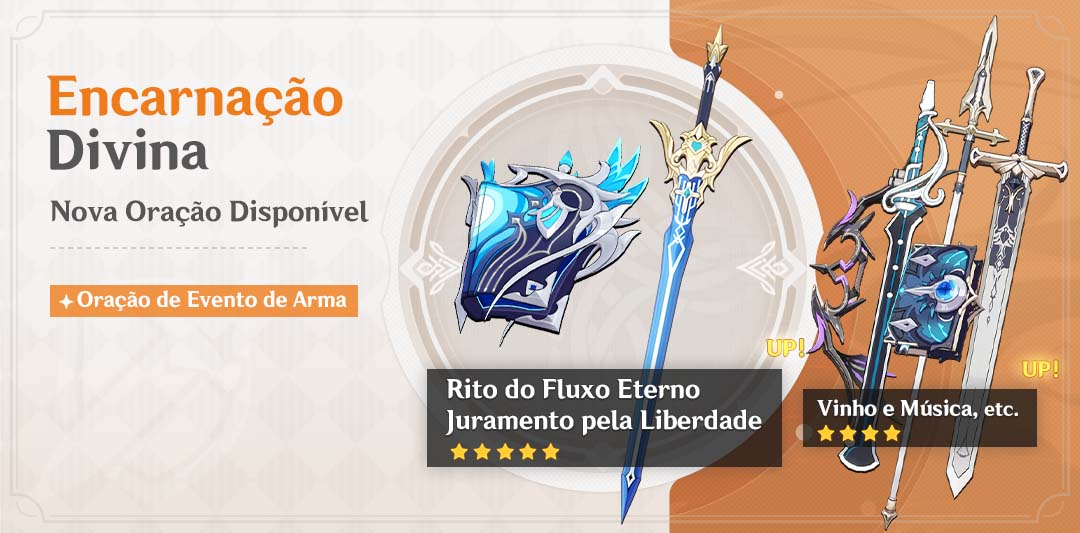 Encarnação
Divina
Nova Oração Disponível
Oração de Evento de Arma
Rito do Fluxo Eterno
Juramento pela Liberdade
UP!
Vinho e Música, etc.
UP!